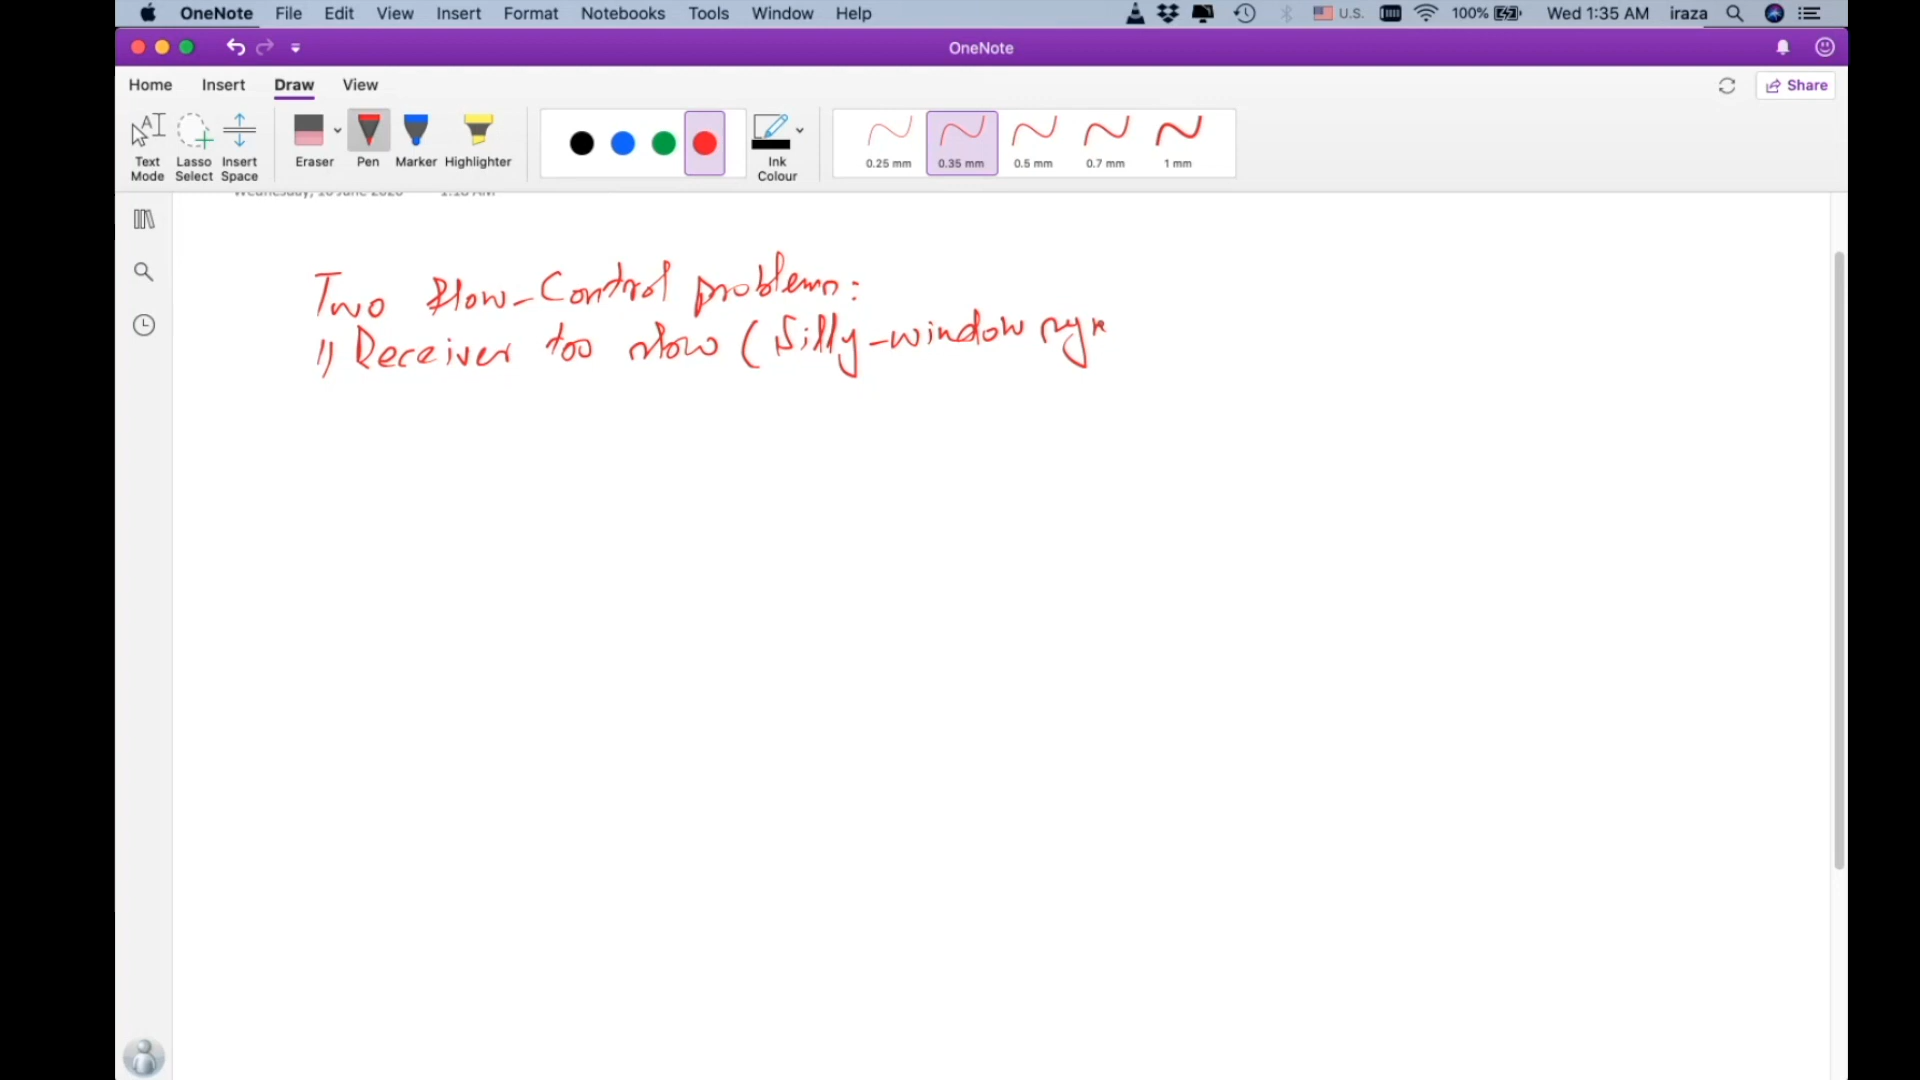 OneNote File Edit View Insert Format Notebooks Tools Window Help U.S. 100% Wed 1:35 AM iraza
OneNote
Home Insert Draw View Share
Text Mode Lasso Select Insert Space Eraser Pen Marker Highlighter Ink Colour 0.25 mm 0.35 mm 0.5 mm 0.7 mm 1 mm
Two flow-Control problems:
1) Receiver too slow (Silly-window syn